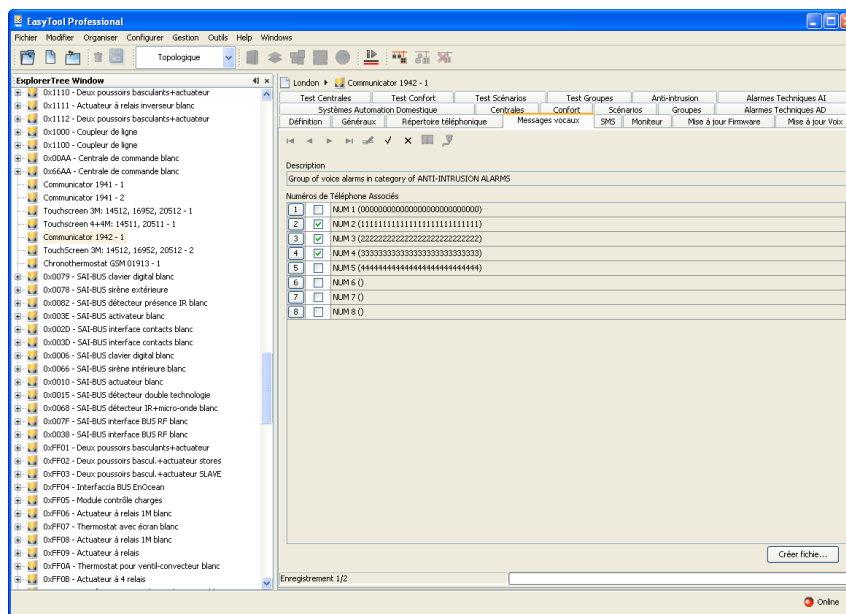 EasyTool Professional
Fichier Modifier Organiser Configurer Gestion Outils Help Windows
Topologique
ExplorerTree Window
0x1110 - Deux poussoirs basculants+actuateur
0x1111 - Actuateur à relais inverseur blanc
0x1112 - Deux poussoirs basculants+actuateur
0x1000 - Coupleur de ligne
0x1100 - Coupleur de ligne
0x00AA - Centrale de commande blanc
0x66AA - Centrale de commande blanc
Communicator 1941 - 1
Communicator 1941 - 2
Touchscreen 3M: 14512, 16952, 20512 - 1
Touchscreen 4+4M: 14511, 20511 - 1
Communicator 1942 - 1
TouchScreen 3M: 14512, 16952, 20512 - 2
Chronothermostat GSM 01913 - 1
0x0079 - SAI-BUS clavier digital blanc
0x0078 - SAI-BUS sirène extérieure
0x0082 - SAI-BUS détecteur présence IR blanc
0x003E - SAI-BUS activateur blanc
0x002D - SAI-BUS interface contacts blanc
0x003D - SAI-BUS interface contacts blanc
0x0006 - SAI-BUS clavier digital blanc
0x0066 - SAI-BUS sirène intérieure blanc
0x0010 - SAI-BUS actuateur blanc
0x0015 - SAI-BUS détecteur double technologie
0x0068 - SAI-BUS détecteur IR+micro-onde blanc
0x007F - SAI-BUS interface BUS RF blanc
0x0038 - SAI-BUS interface BUS RF blanc
0xFF01 - Deux poussoirs basculants+actuateur
0xFF02 - Deux poussoirs bascul.+actuateur stores
0xFF03 - Deux poussoirs bascul.+actuateur SLAVE
0xFF04 - Interfaccia BUS EnOcean
0xFF05 - Module contrôle charges
0xFF06 - Actuateur à relais 1M blanc
0xFF07 - Thermostat avec écran blanc
0xFF08 - Actuateur à relais 1M blanc
0xFF09 - Actuateur à relais
0xFF0A - Thermostat pour ventil-convecteur blanc
0xFF0B - Actuateur à 4 relais
London Communicator 1942 - 1
Test Centrales Test Confort Test Scénarios Test Groupes Anti-intrusion Alarmes Techniques AI
Systèmes Automation Domestique Centrales Confort Scénarios Groupes Alarmes Techniques AD
Définition Généraux Répertoire téléphonique Messages vocaux SMS Moniteur Mise à jour Firmware Mise à jour Voix
Description
Group of voice alarms in category of ANTI-INTRUSION ALARMS
Numéros de Téléphone Associés
1 NUM 1 (000000000000000000000000)
2 NUM 2 (111111111111111111111111)
3 NUM 3 (222222222222222222222222)
4 NUM 4 (333333333333333333333333)
5 NUM 5 (444444444444444444444444)
6 NUM 6 ()
7 NUM 7 ()
8 NUM 8 ()
Créer fichie...
Enregistrement 1/2
Online